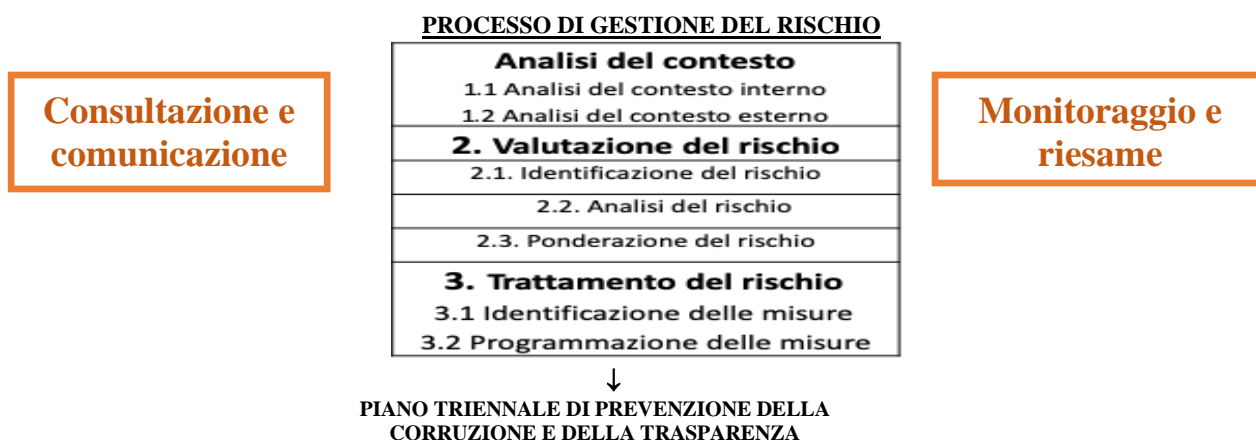 PROCESSO DI GESTIONE DEL RISCHIO
Analisi del contesto
1.1 Analisi del contesto interno
1.2 Analisi del contesto esterno
2. Valutazione del rischio
2.1. Identificazione del rischio
2.2. Analisi del rischio
2.3. Ponderazione del rischio
3. Trattamento del rischio
3.1 Identificazione delle misure
3.2 Programmazione delle misure
Consultazione e
comunicazione
Monitoraggio e
riesame
↓
PIANO TRIENNALE DI PREVENZIONE DELLA
CORRUZIONE E DELLA TRASPARENZA